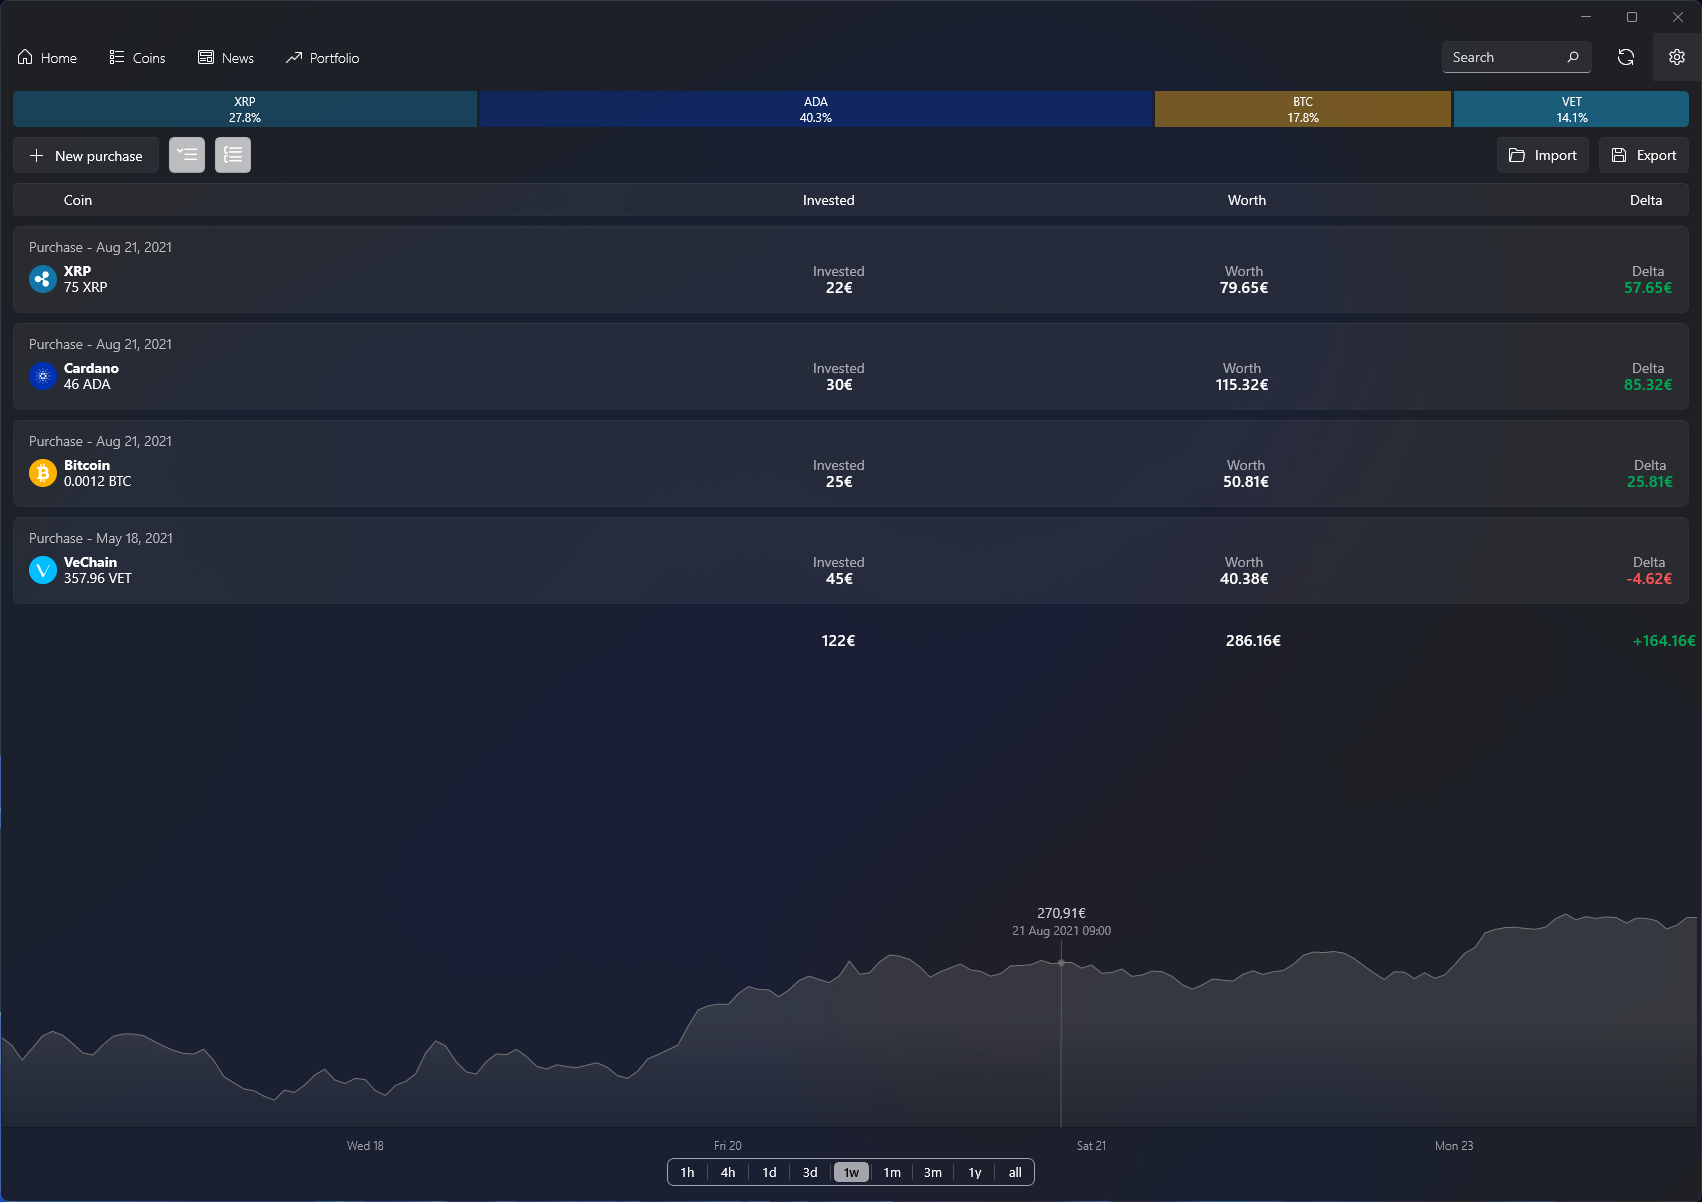 Home Coins News Portfolio Search
XRP ADA BTC VET
27.8% 40.3% 17.8% 14.1%
New purchase Import Export
Coin Invested Worth Delta
Purchase - Aug 21, 2021
XRP Invested Worth Delta
75 XRP 22€ 79.65€ 57.65€
Purchase - Aug 21, 2021
Cardano Invested Worth Delta
46 ADA 30€ 115.32€ 85.32€
Purchase - Aug 21, 2021
Bitcoin Invested Worth Delta
0.0012 BTC 25€ 50.81€ 25.81€
Purchase - May 18, 2021
VeChain Invested Worth Delta
357.96 VET 45€ 40.38€ -4.62€
122€ 286.16€ +164.16€
270,91€
21 Aug 2021 09:00
Wed 18 Fri 20 Sat 21 Mon 23
1h 4h 1d 3d 1w 1m 3m 1y all